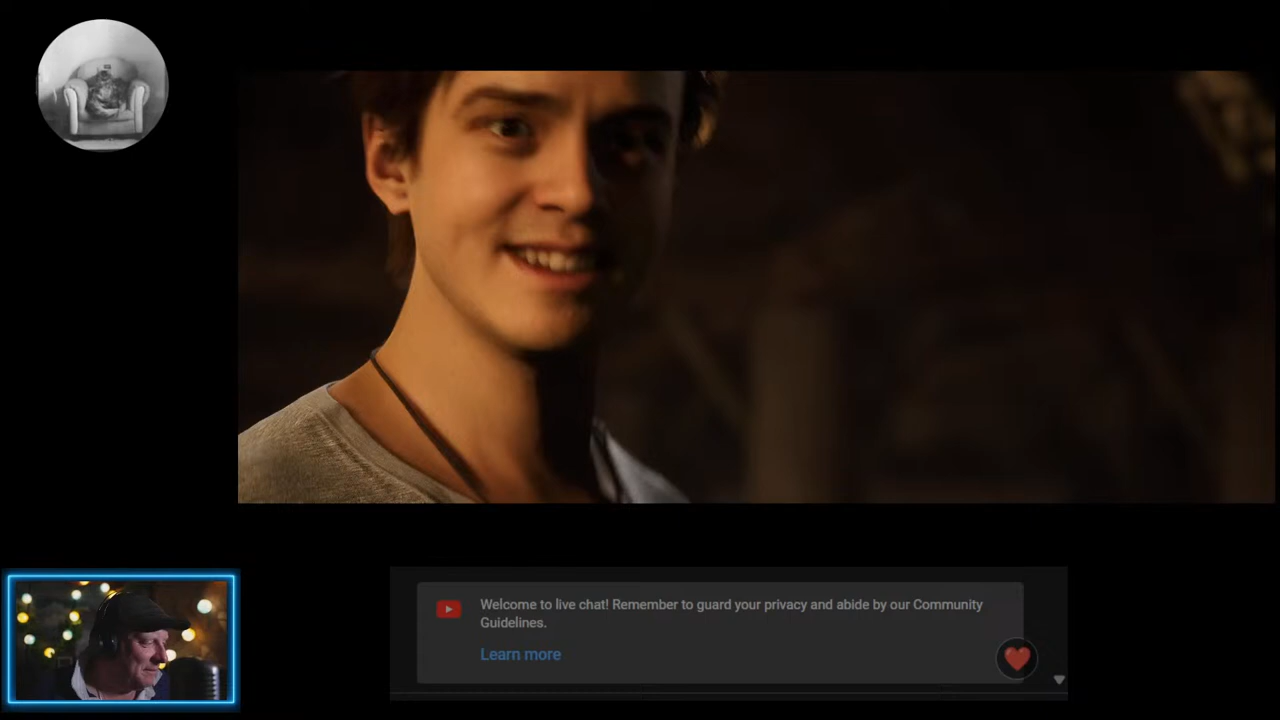 Welcome to live chat! Remember to guard your privacy and abide by our Community
Guidelines.
Learn more